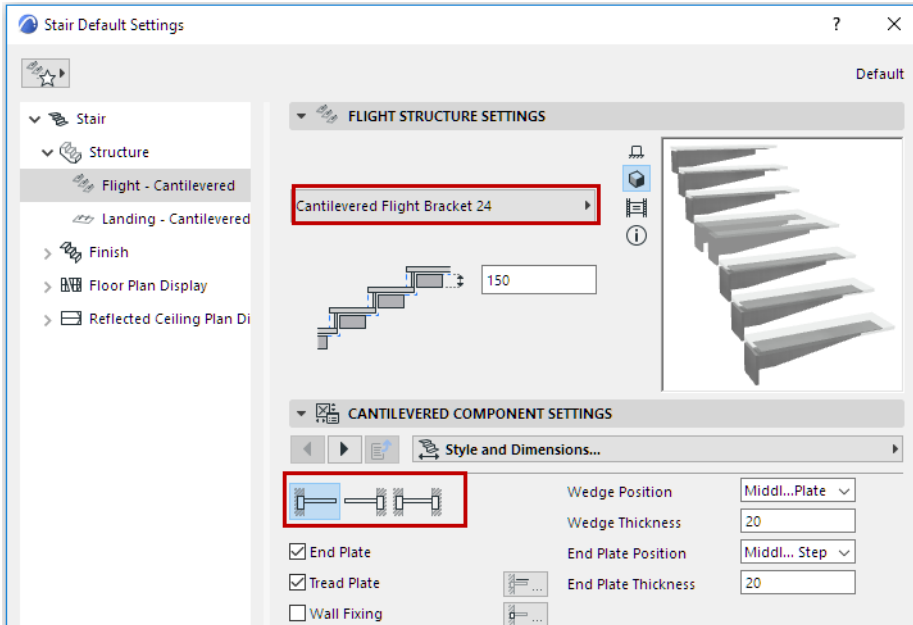 Stair Default Settings
?
Default
Stair
Structure
Flight - Cantilevered
Landing - Cantilevered
Finish
Floor Plan Display
Reflected Ceiling Plan Di
FLIGHT STRUCTURE SETTINGS
Cantilevered Flight Bracket 24
150
CANTILEVERED COMPONENT SETTINGS
Style and Dimensions...
Wedge Position
Middl...Plate
Wedge Thickness
20
End Plate
End Plate Position
Middl... Step
Tread Plate
...
End Plate Thickness
20
Wall Fixing
...